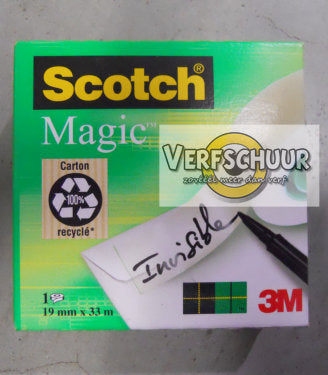 Scotch®
Magic™
VERFSCHUUR
zoveel meer dan verf
Carton
100%
recyclé*
Invisible
1
19 mm x 33 m
3M